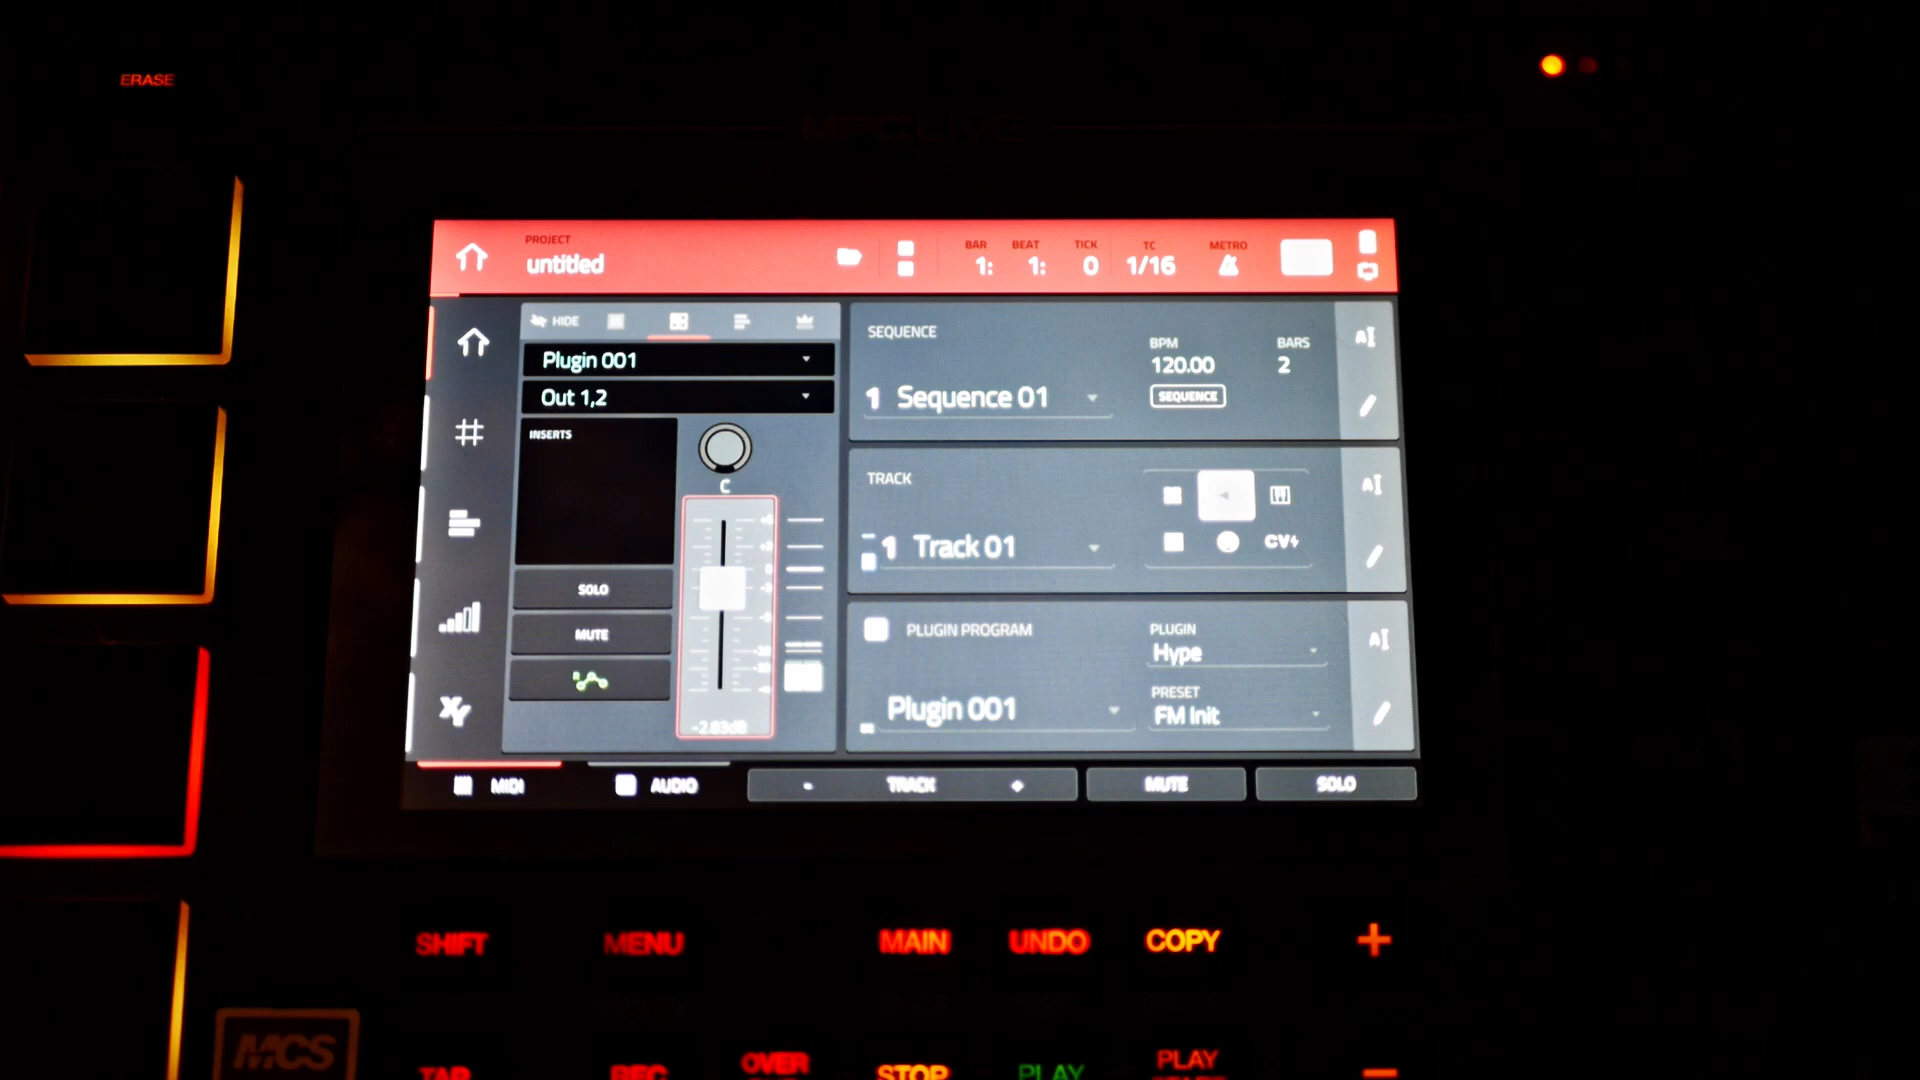 ERASE
MPC LIVE
PROJECT
untitled
BAR BEAT TICK TC METRO
1: 1: 0 1/16
HIDE
Plugin 001
Out 1,2
INSERTS
C
SOLO
MUTE
R
-2.83dB
SEQUENCE
1 Sequence 01
BPM
120.00
BARS
2
SEQUENCE
TRACK
1 Track 01
CV
PLUGIN PROGRAM
Plugin 001
PLUGIN
Hype
PRESET
FM Init
XY
MIDI AUDIO - TRACK + MUTE SOLO
SHIFT MENU MAIN UNDO COPY +
MCS
TAP REC OVER STOP PLAY PLAY −